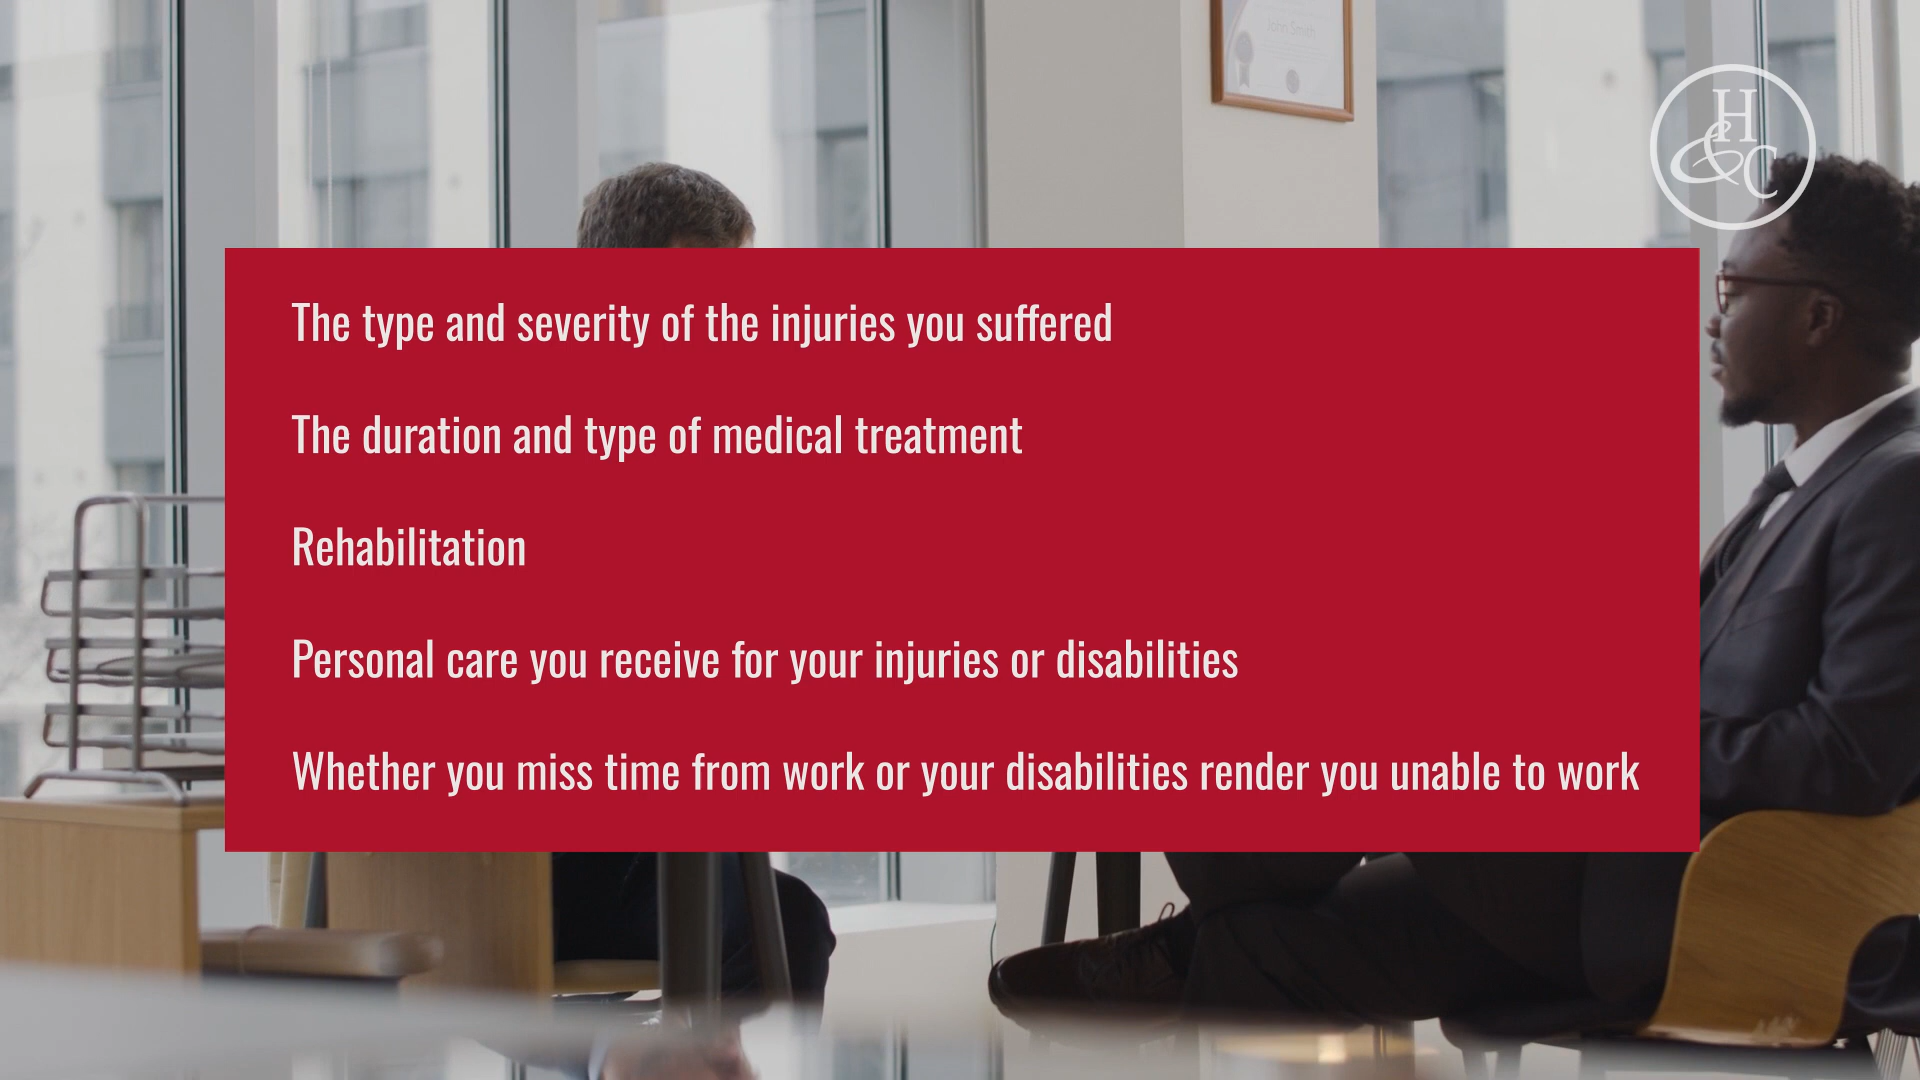 John Smith
H
&C
The type and severity of the injuries you suffered
The duration and type of medical treatment
Rehabilitation
Personal care you receive for your injuries or disabilities
Whether you miss time from work or your disabilities render you unable to work